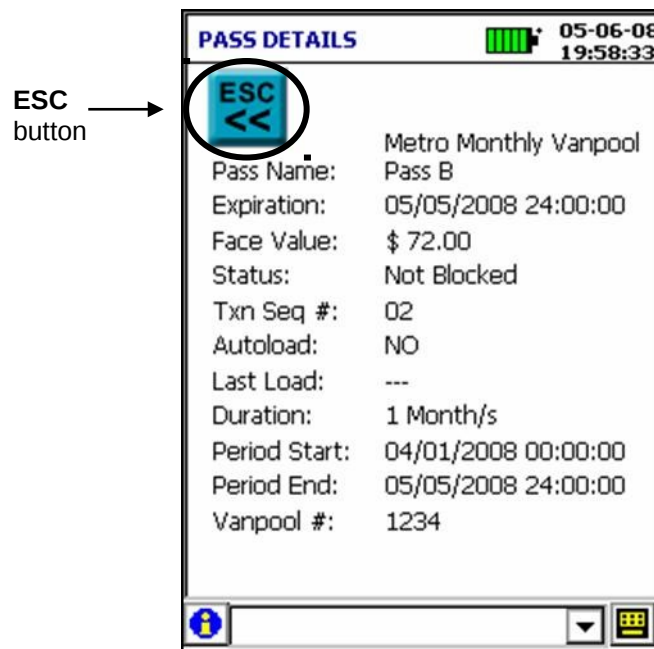 PASS DETAILS
05-06-08
19:58:33
ESC
button
ESC
<<
Metro Monthly Vanpool
Pass Name: Pass B
Expiration: 05/05/2008 24:00:00
Face Value: $ 72.00
Status: Not Blocked
Txn Seq #: 02
Autoload: NO
Last Load: ---
Duration: 1 Month/s
Period Start: 04/01/2008 00:00:00
Period End: 05/05/2008 24:00:00
Vanpool #: 1234